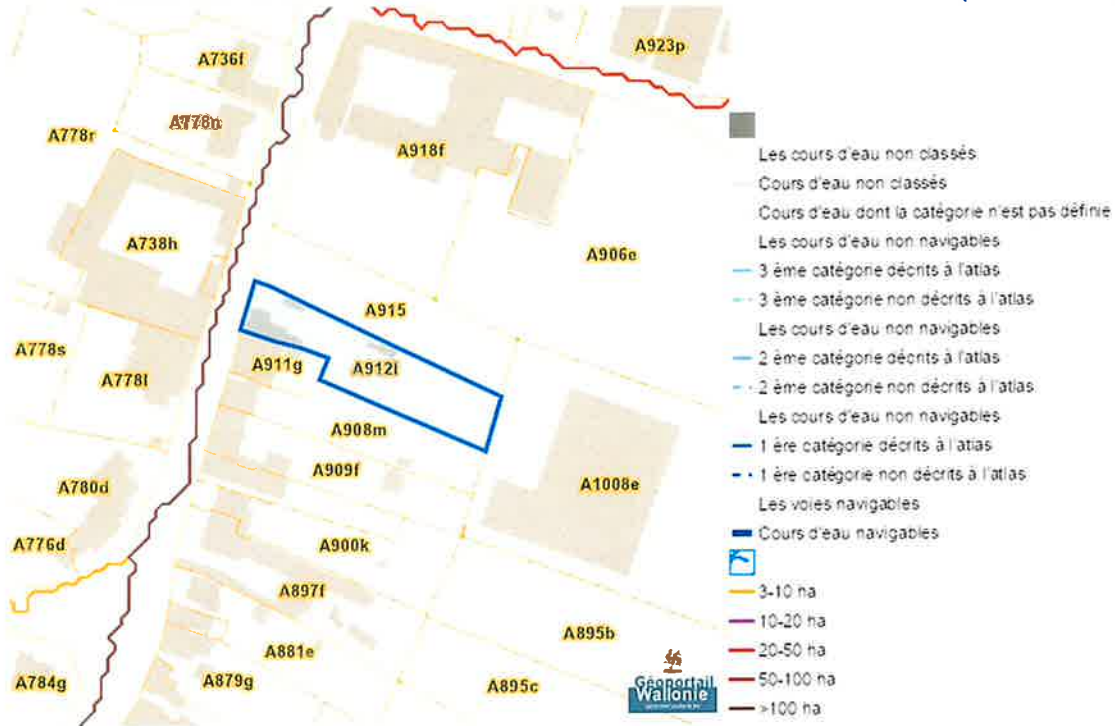 A736f
A923p
A778n
A778r
A918f
A738h
A906e
A915
A778s
A911g
A912l
A778l
A908m
A909f
A780d
A1008e
A776d
A900k
A897f
A895b
A881e
A784g
A879g
A895c
Géoportail
Wallonie
Les cours d'eau non classés
Cours d'eau non classés
Cours d'eau dont la catégorie n'est pas définie
Les cours d'eau non navigables
3 ème catégorie décrits à l'atlas
3 ème catégorie non décrits à l'atlas
Les cours d'eau non navigables
2 ème catégorie décrits à l'atlas
2 ème catégorie non décrits à l'atlas
Les cours d'eau non navigables
1 ère catégorie décrits à l'atlas
1 ère catégorie non décrits à l'atlas
Les voies navigables
Cours d'eau navigables
3-10 ha
10-20 ha
20-50 ha
50-100 ha
>100 ha